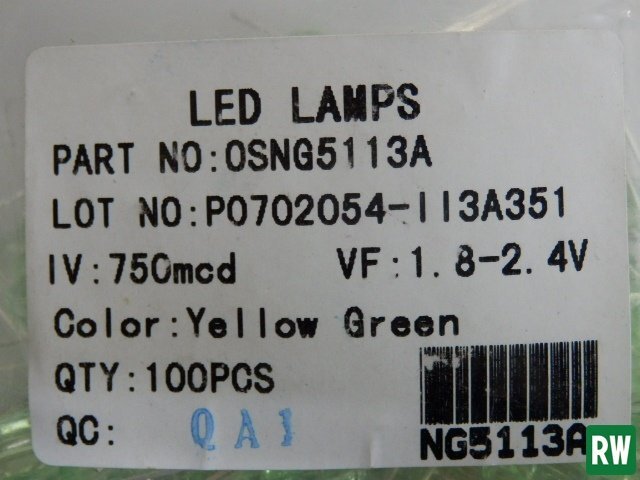 LED LAMPS
PART NO:OSNG5113A
LOT NO:P0702054-113A351
IV:750mcd VF:1.8-2.4V
Color:Yellow Green
QTY:100PCS
QC: QA1
NG5113A
RW